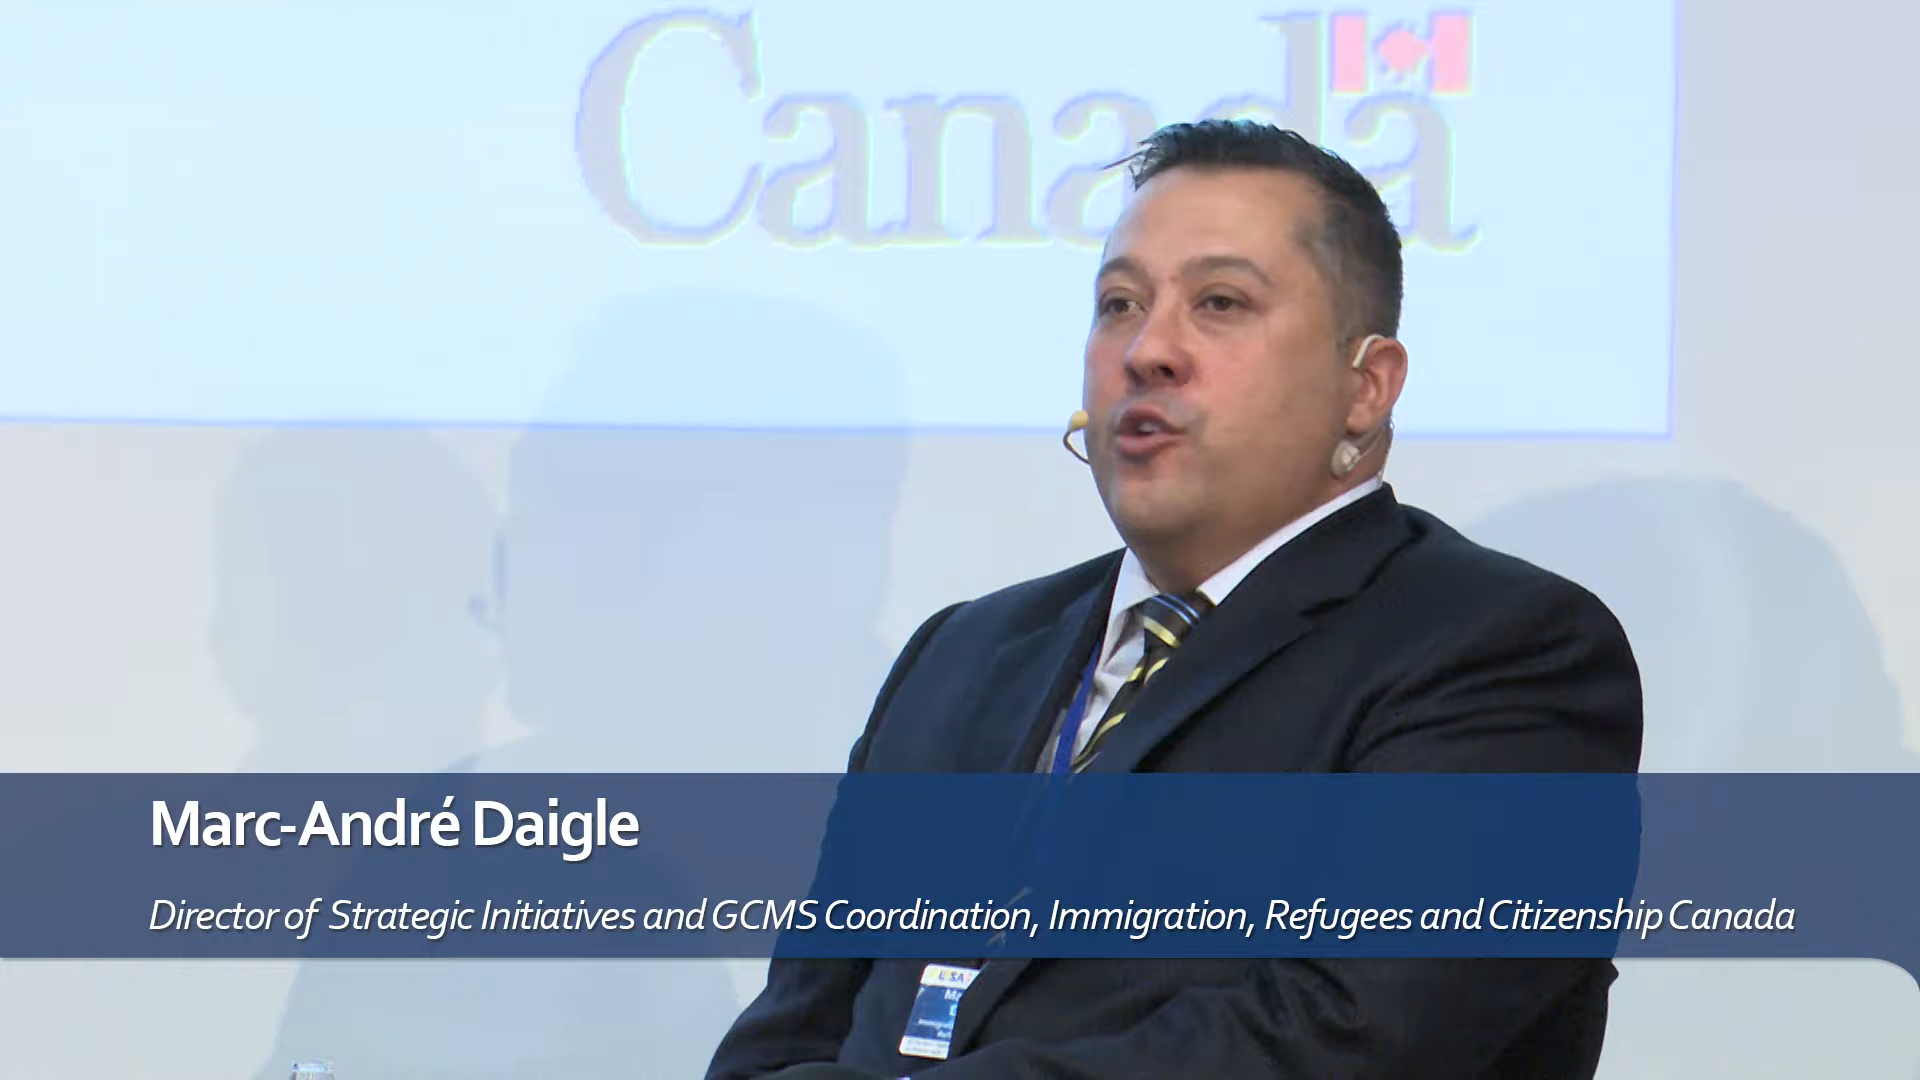 Canada
Marc-André Daigle
Director of Strategic Initiatives and GCMS Coordination, Immigration, Refugees and Citizenship Canada